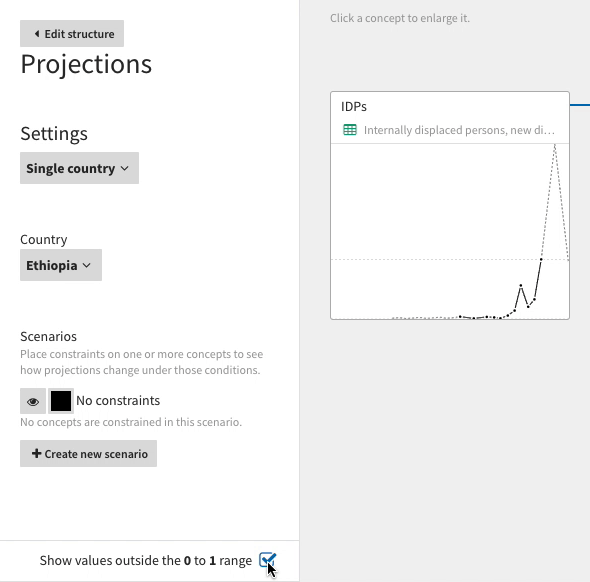 Edit structure
Projections
Settings
Single country
Country
Ethiopia
Scenarios
Place constraints on one or more concepts to see
how projections change under those conditions.
No constraints
No concepts are constrained in this scenario.
Create new scenario
Show values outside the 0 to 1 range
Click a concept to enlarge it.
IDPs
Internally displaced persons, new di...